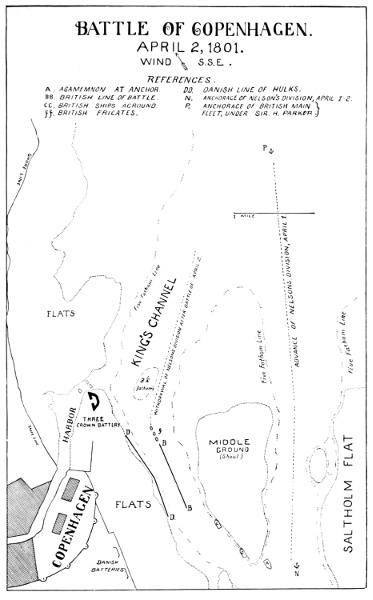 BATTLE OF COPENHAGEN.
APRIL 2, 1801.
WIND S.S.E.
REFERENCES.
A. AGAMEMNON AT ANCHOR.
BB. BRITISH LINE OF BATTLE.
CC. BRITISH SHIPS AGROUND.
ff. BRITISH FRIGATES.
DD. DANISH LINE OF HULKS.
N. ANCHORAGE OF NELSON'S DIVISION, APRIL 1-2.
P. ANCHORAGE OF BRITISH MAIN
FLEET, UNDER SIR. H. PARKER.
P
1 MILE
Five Fathom Line
KING'S CHANNEL
WITHDRAWAL OF NELSON'S DIVISION AFTER BATTLE OF APRIL 2.
ADVANCE OF NELSON'S DIVISION, APRIL 1.
FLATS
Five Fathom Line
Five Fathom Line
fathoms
HARBOR
THREE
CROWN BATTERY
D
f
B
MIDDLE
GROUND
(Shoal)
SALTHOLM FLAT
COPENHAGEN
FLATS
B
D
DANISH
BATTERIES
A
N